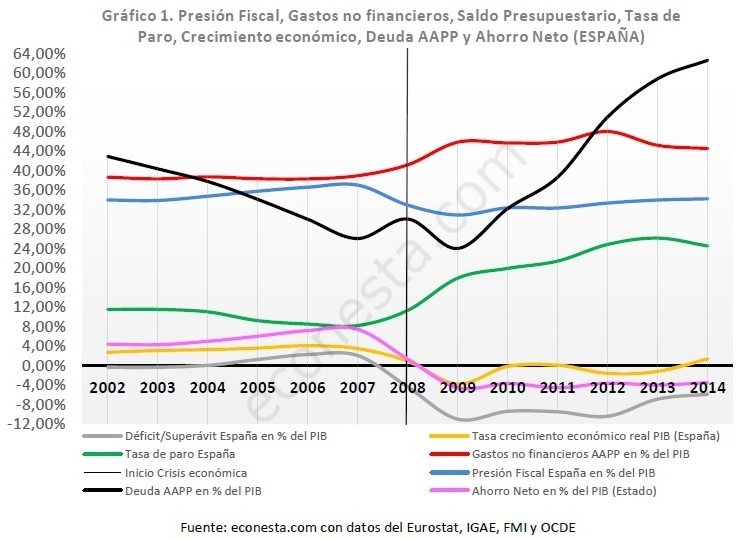 Gráfico 1. Presión Fiscal, Gastos no financieros, Saldo Presupuestario, Tasa de
Paro, Crecimiento económico, Deuda AAPP y Ahorro Neto (ESPAÑA)
64,00%
60,00%
56,00%
52,00%
48,00%
44,00%
40,00%
36,00%
32,00%
28,00%
24,00%
20,00%
16,00%
12,00%
8,00%
4,00%
0,00%
-4,00%
-8,00%
-12,00%
2002 2003 2004 2005 2006 2007 2008 2009 2010 2011 2012 2013 2014
econesta.com
Déficit/Superávit España en % del PIB
Tasa crecimiento económico real PIB (España)
Tasa de paro España
Gastos no financieros AAPP en % del PIB
Inicio Crisis económica
Presión Fiscal España en % del PIB
Deuda AAPP en % del PIB
Ahorro Neto en % del PIB (Estado)
Fuente: econesta.com con datos del Eurostat, IGAE, FMI y OCDE